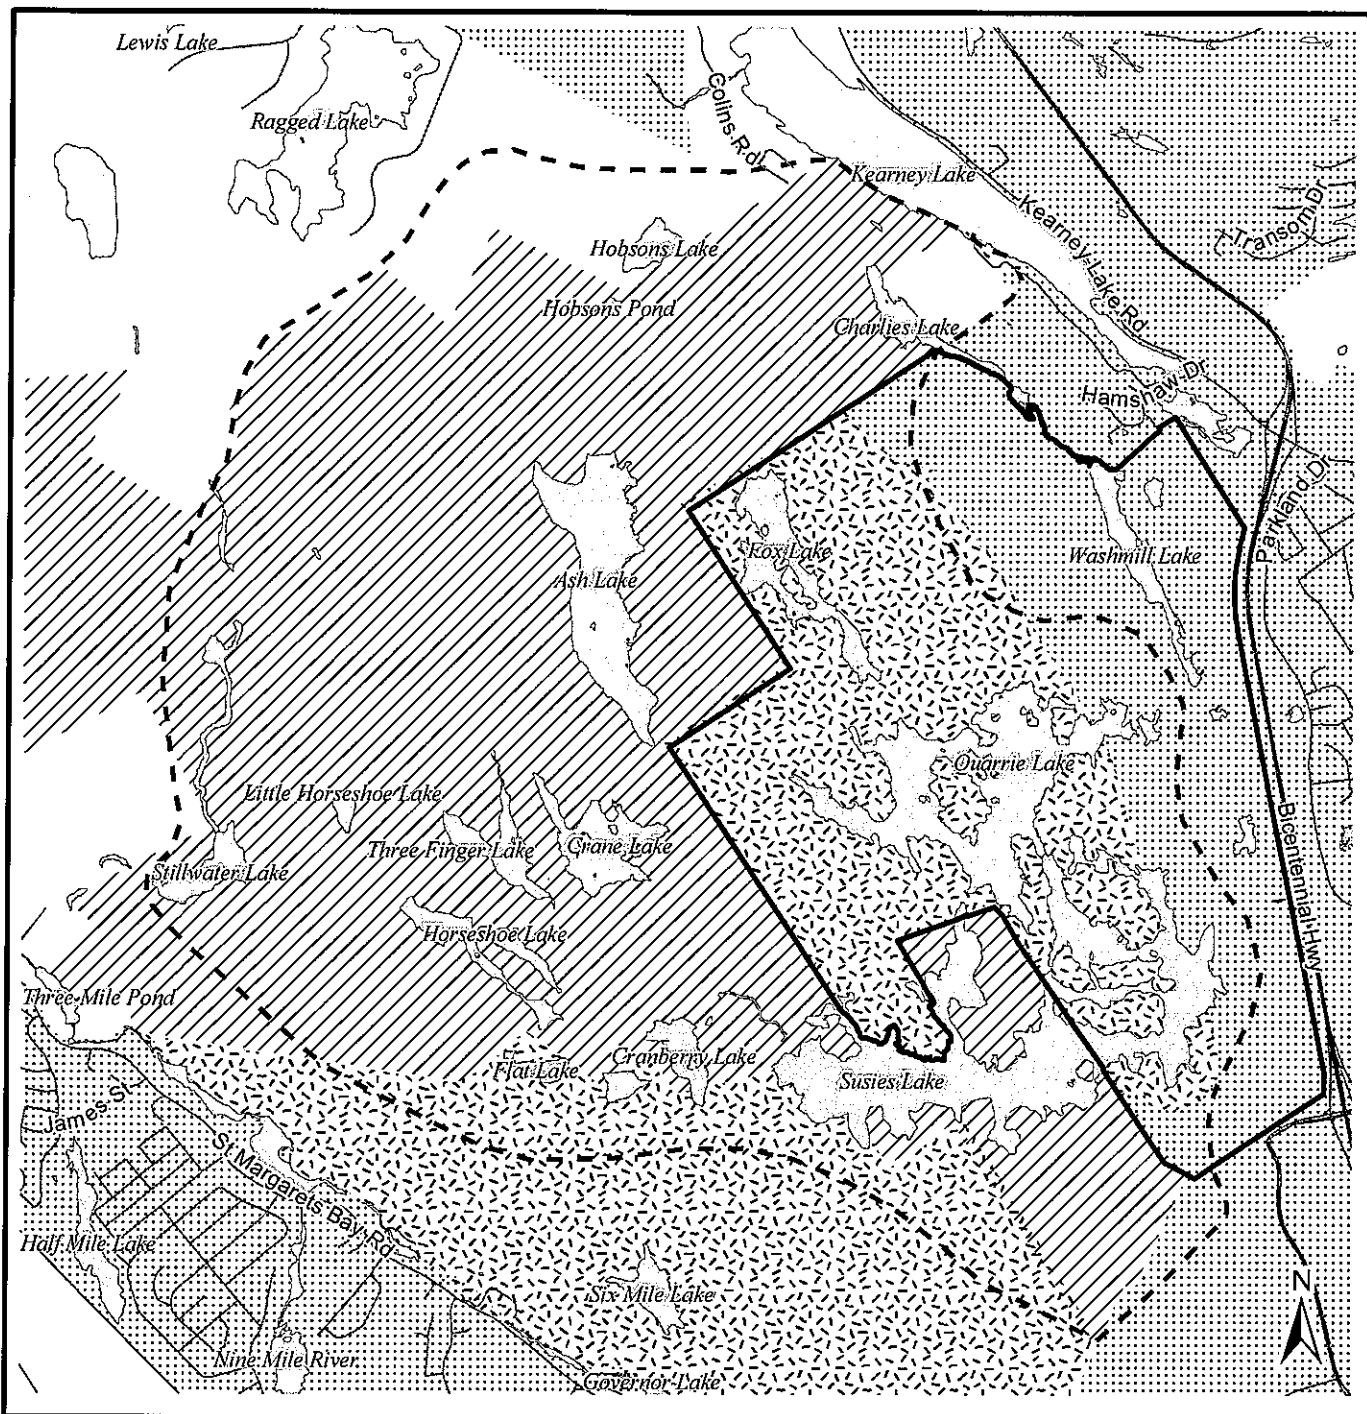 Lewis Lake
Ragged Lake
Colins Rd
Kearney Lake
Kearney Lake Rd
Transom Dr
Hobsons Lake
Hobsons Pond
Charlies Lake
Hamshaw Dr
Parkland Dr
Fox Lake
Washmill Lake
Ash Lake
Quarrie Lake
Little Horseshoe Lake
Three Finger Lake
Crane Lake
Bicentennial Hwy
Stillwater Lake
Horseshoe Lake
Three Mile Pond
Flat Lake
Cranberry Lake
Susies Lake
James St
St Margarets Bay Rd
Half Mile Lake
Six Mile Lake
N
Nine Mile River
Governor Lake